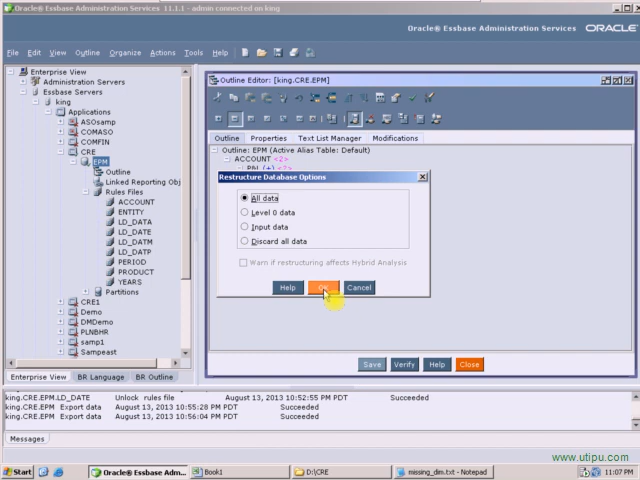 Oracle® Essbase Administration Services 11.1.1 - admin connected on king
Oracle® Essbase Administration Services ORACLE
File Edit View Outline Organize Actions Tools Help
Enterprise View
Administration Servers
Essbase Servers
king
Applications
ASOsamp
COMASO
COMFIN
CRE
EPM
Outline
Linked Reporting Obj
Rules Files
ACCOUNT
ENTITY
LD_DATA
LD_DATE
LD_DATM
LD_DATP
PERIOD
PRODUCT
YEARS
Partitions
CRE1
Demo
DMDemo
PLNBHR
samp1
Sampeast
Enterprise View BR Language BR Outline
Outline Editor: [king.CRE.EPM]
Outline Properties Text List Manager Modifications
Outline: EPM (Active Alias Table: Default)
ACCOUNT <2>
Restructure Database Options
All data
Level 0 data
Input data
Discard all data
Warn if restructuring affects Hybrid Analysis
Help OK Cancel
Save Verify Help Close
king.CRE.EPM.LD_DATE Unlock rules file August 13, 2013 10:52:55 PM PDT Succeeded
king.CRE.EPM Export data August 13, 2013 10:55:28 PM PDT Succeeded
king.CRE.EPM Export data August 13, 2013 10:56:04 PM PDT Succeeded
Messages
www.utipu.com
Start Oracle® Essbase Adm... Book1 D:\CRE missing_dim.txt - Notepad 11:07 PM